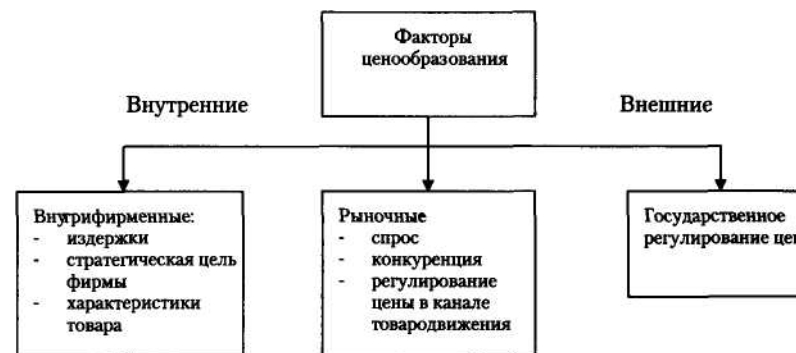 Факторы
ценообразования
Внутренние
Внешние
Внутрифирменные:
- издержки
- стратегическая цель
фирмы
- характеристики
товара
Рыночные
- спрос
- конкуренция
- регулирование
цены в канале
товародвижения
Государственное
регулирование цен